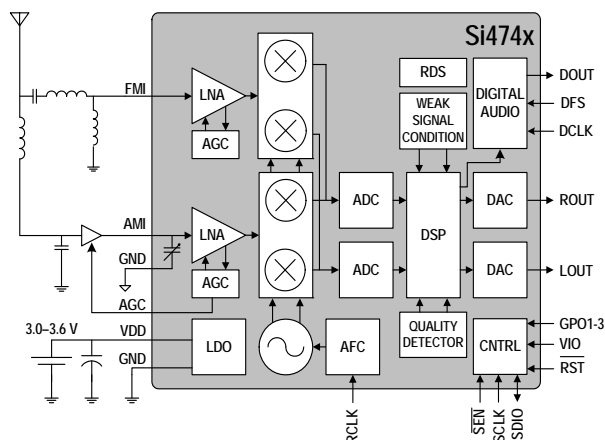 Si474x
RDS
DIGITAL
AUDIO
DOUT
DFS
DCLK
FMI
LNA
AGC
WEAK
SIGNAL
CONDITION
AMI
GND
LNA
AGC
AGC
ADC
ADC
DSP
DAC
DAC
ROUT
LOUT
3.0–3.6 V
VDD
GND
LDO
AFC
QUALITY
DETECTOR
CNTRL
GPO1-3
VIO
RST
RCLK
SEN
SCLK
SDIO